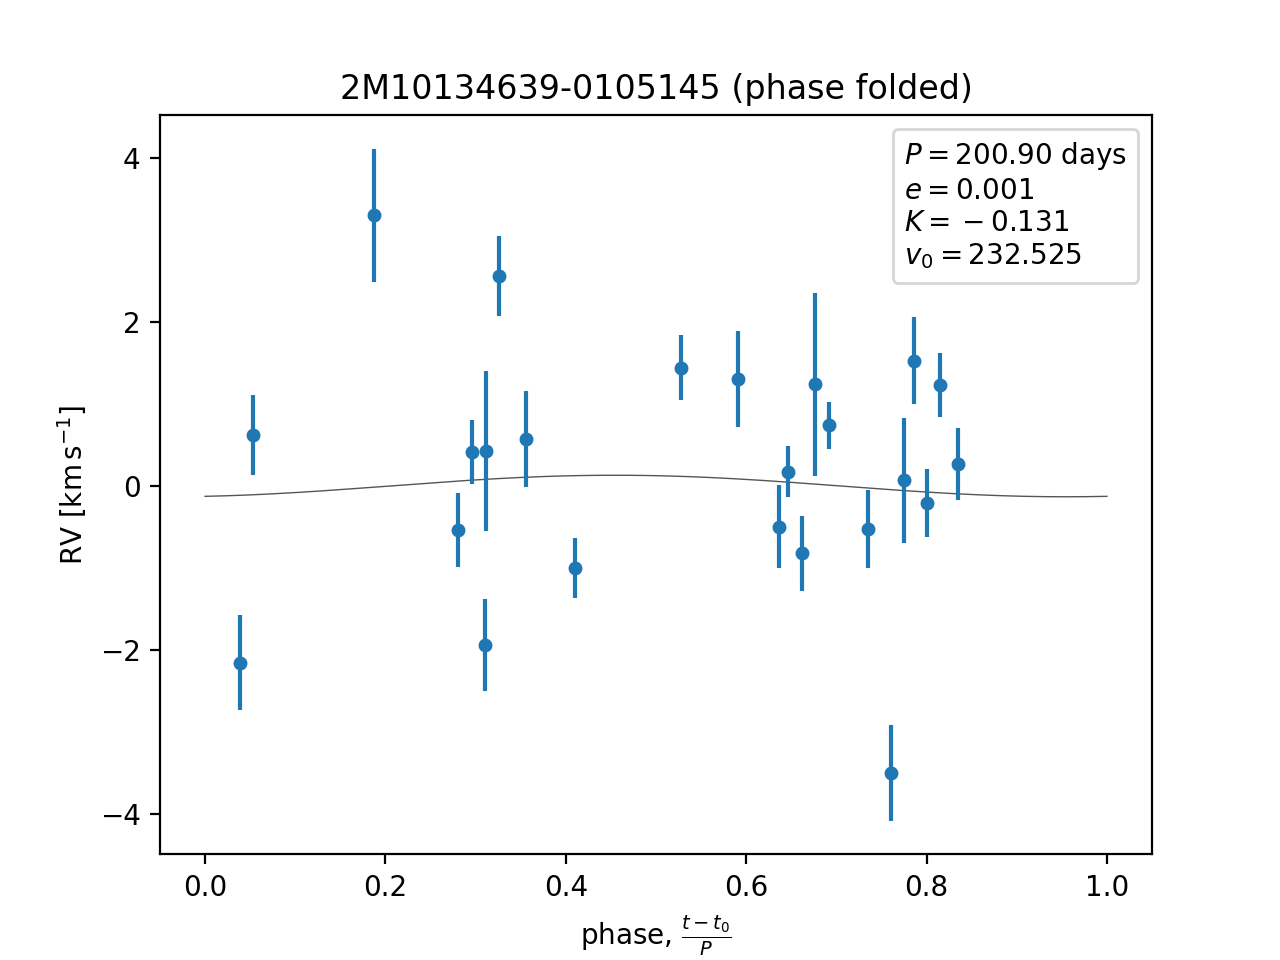 2M10134639-0105145 (phase folded)
P = 200.90 days
e = 0.001
K = −0.131
v₀ = 232.525
4
2
0
−2
−4
RV [km s⁻¹]
0.0 0.2 0.4 0.6 0.8 1.0
phase, (t − t₀)/P